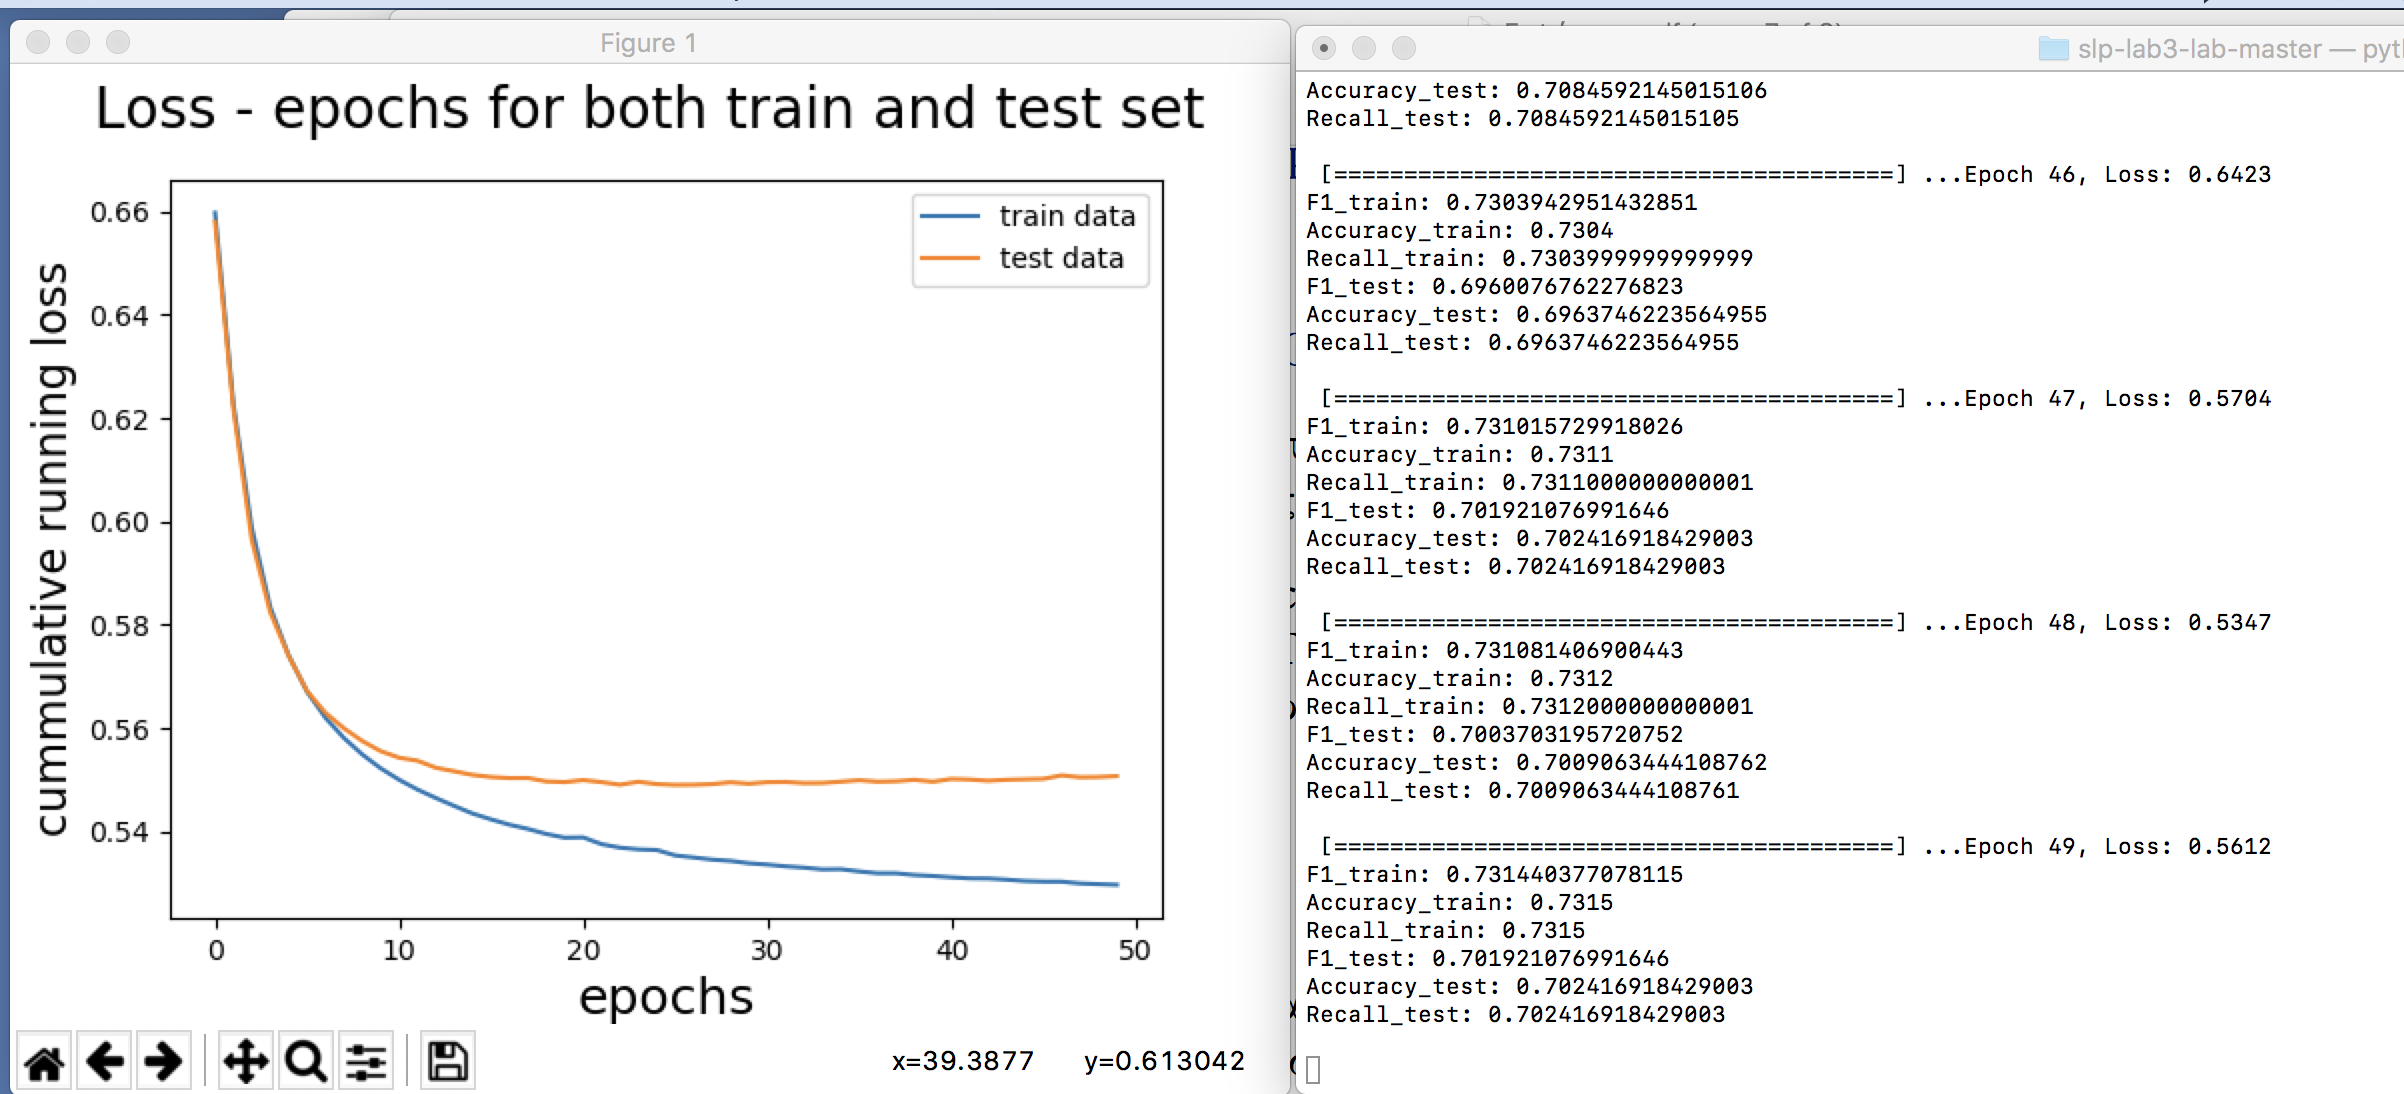 Figure 1
Loss - epochs for both train and test set
cummulative running loss
0.66
0.64
0.62
0.60
0.58
0.56
0.54
train data
test data
0 10 20 30 40 50
epochs
x=39.3877 y=0.613042
slp-lab3-lab-master —
Accuracy_test: 0.7084592145015106
Recall_test: 0.7084592145015105
[========================================] ...Epoch 46, Loss: 0.6423
F1_train: 0.7303942951432851
Accuracy_train: 0.7304
Recall_train: 0.7303999999999999
F1_test: 0.6960076762276823
Accuracy_test: 0.6963746223564955
Recall_test: 0.6963746223564955
[========================================] ...Epoch 47, Loss: 0.5704
F1_train: 0.731015729918026
Accuracy_train: 0.7311
Recall_train: 0.7311000000000001
F1_test: 0.701921076991646
Accuracy_test: 0.702416918429003
Recall_test: 0.702416918429003
[========================================] ...Epoch 48, Loss: 0.5347
F1_train: 0.731081406900443
Accuracy_train: 0.7312
Recall_train: 0.7312000000000001
F1_test: 0.7003703195720752
Accuracy_test: 0.7009063444108762
Recall_test: 0.7009063444108761
[========================================] ...Epoch 49, Loss: 0.5612
F1_train: 0.731440377078115
Accuracy_train: 0.7315
Recall_train: 0.7315
F1_test: 0.701921076991646
Accuracy_test: 0.702416918429003
Recall_test: 0.702416918429003